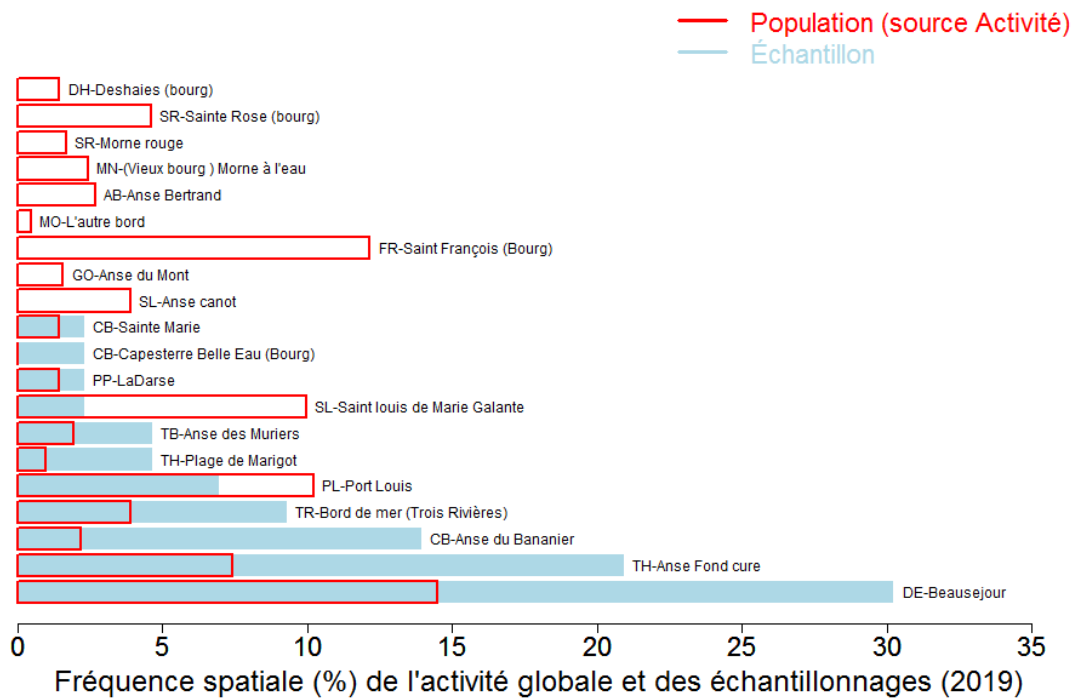 Population (source Activité)
Échantillon
DH-Deshaies (bourg)
SR-Sainte Rose (bourg)
SR-Morne rouge
MN-(Vieux bourg ) Morne à l'eau
AB-Anse Bertrand
MO-L'autre bord
FR-Saint François (Bourg)
GO-Anse du Mont
SL-Anse canot
CB-Sainte Marie
CB-Capesterre Belle Eau (Bourg)
PP-LaDarse
SL-Saint louis de Marie Galante
TB-Anse des Muriers
TH-Plage de Marigot
PL-Port Louis
TR-Bord de mer (Trois Rivières)
CB-Anse du Bananier
TH-Anse Fond cure
DE-Beausejour
0 5 10 15 20 25 30 35
Fréquence spatiale (%) de l'activité globale et des échantillonnages (2019)